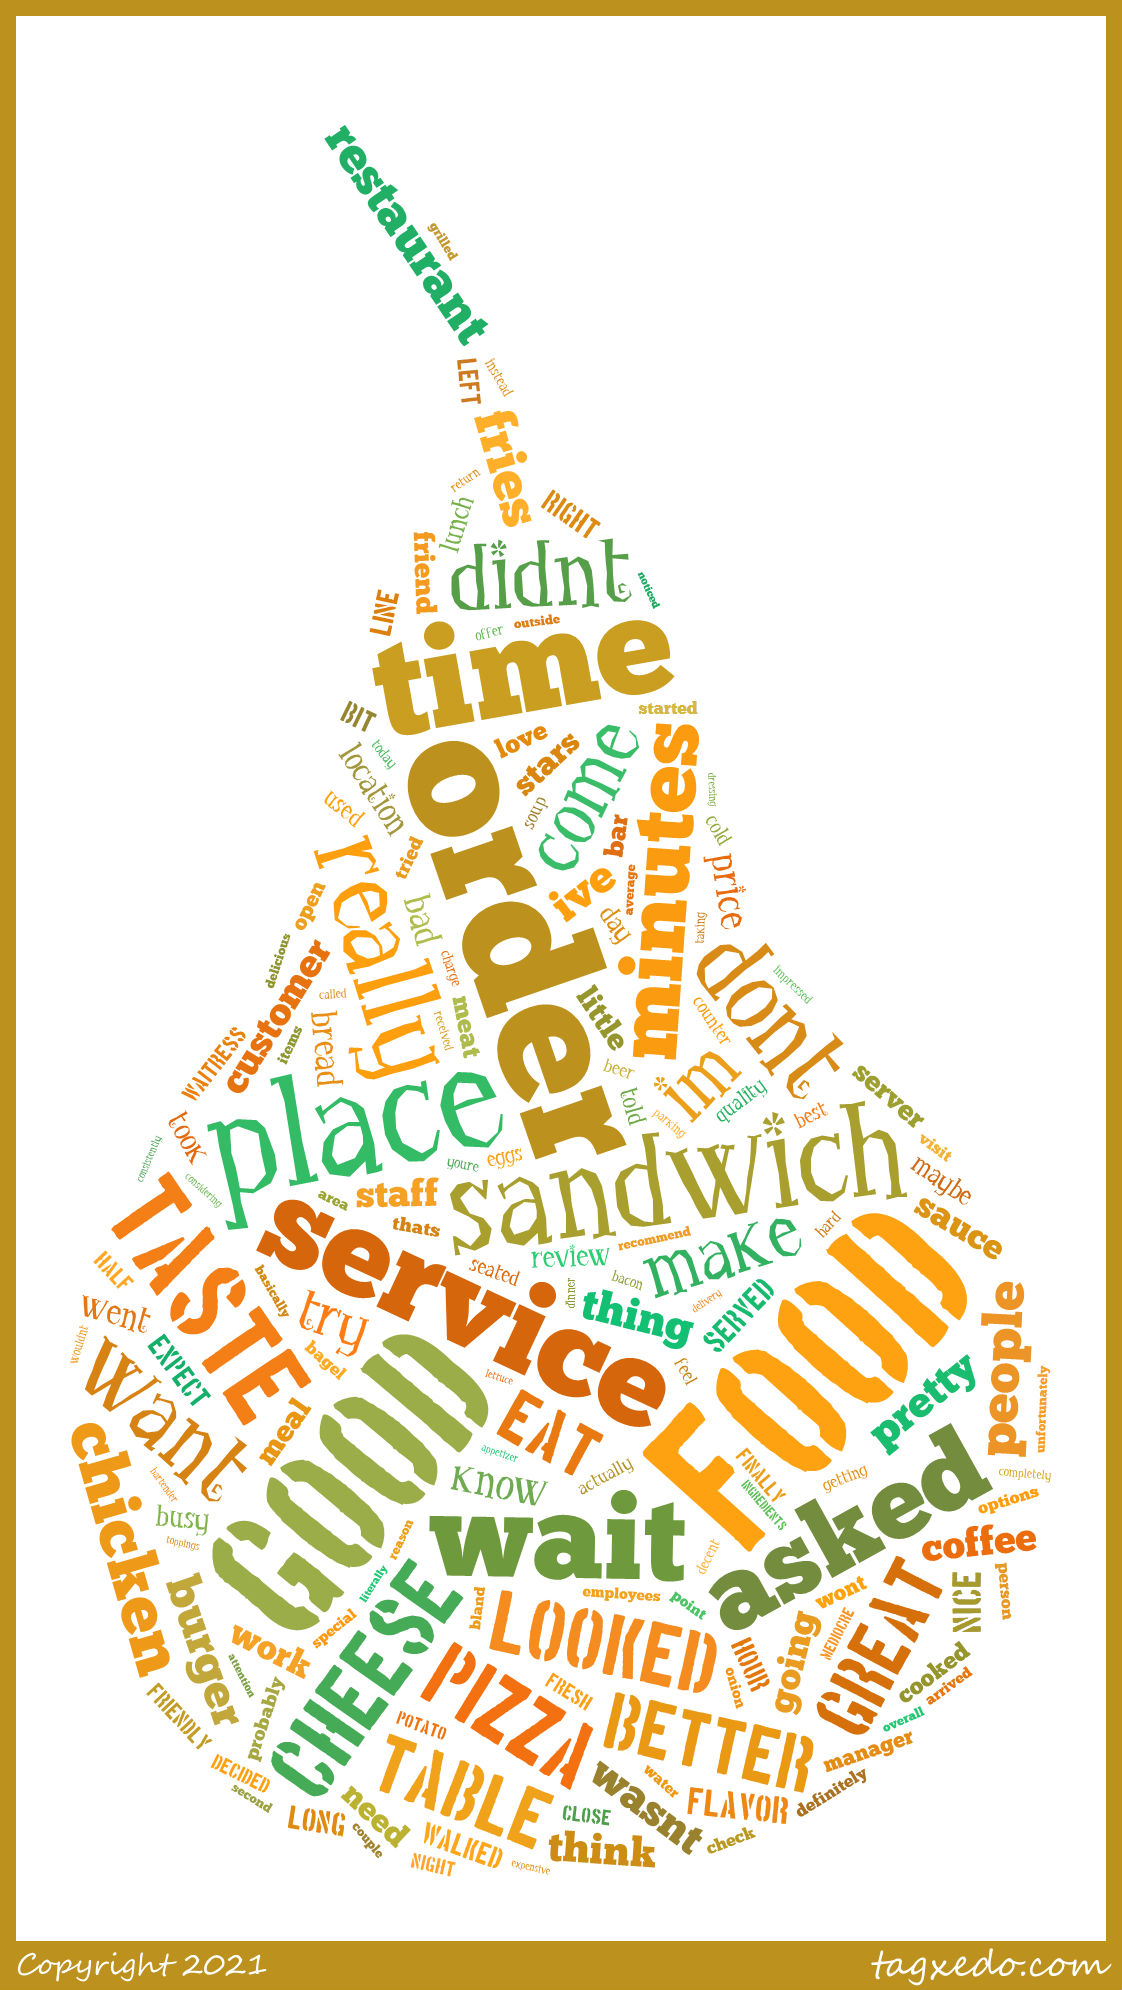 restaurant
grilled
LEFT
instead
fries
return
lunch
RIGHT
friend
didnt
noticed
LINE
offer
outside
time
started
BIT
today
location
love
stars
come
minutes
order
used
soup
dressing
cold
really
tried
bar
price
ive
average
open
bad
day
taking
dont
delicious
customer
charge
called
meat
received
little
counter
impressed
WAITRESS
items
bread
beer
im
quality
told
parking
best
server
took
place
youre
eggs
sandwich
visit
maybe
consistently
considering
area
staff
thats
recommend
review
make
hard
sauce
TASTE
service
seated
dinner
bacon
delivery
thing
SERVED
FOOD
people
HALF
basically
went
try
EXPECT
bagel
wouldnt
want
meal
GOOD
lettuce
EAT
feel
pretty
unfortunately
chicken
bartender
appetizer
know
actually
FINALLY
INGREDIENTS
getting
completely
asked
options
busy
toppings
reason
wait
decent
coffee
literally
CHEESE
burger
special
work
bland
employees
point
LOOKED
wont
MEDIOCRE
GREAT
NICE
person
going
HOUR
onion
cooked
arrived
attention
probably
FRIENDLY
PIZZA
FRESH
BETTER
overall
manager
POTATO
TABLE
DECIDED
second
LONG
need
couple
WALKED
NIGHT
expensive
CLOSE
think
wasnt
water
FLAVOR
definitely
check
Copyright 2021
tagxedo.com